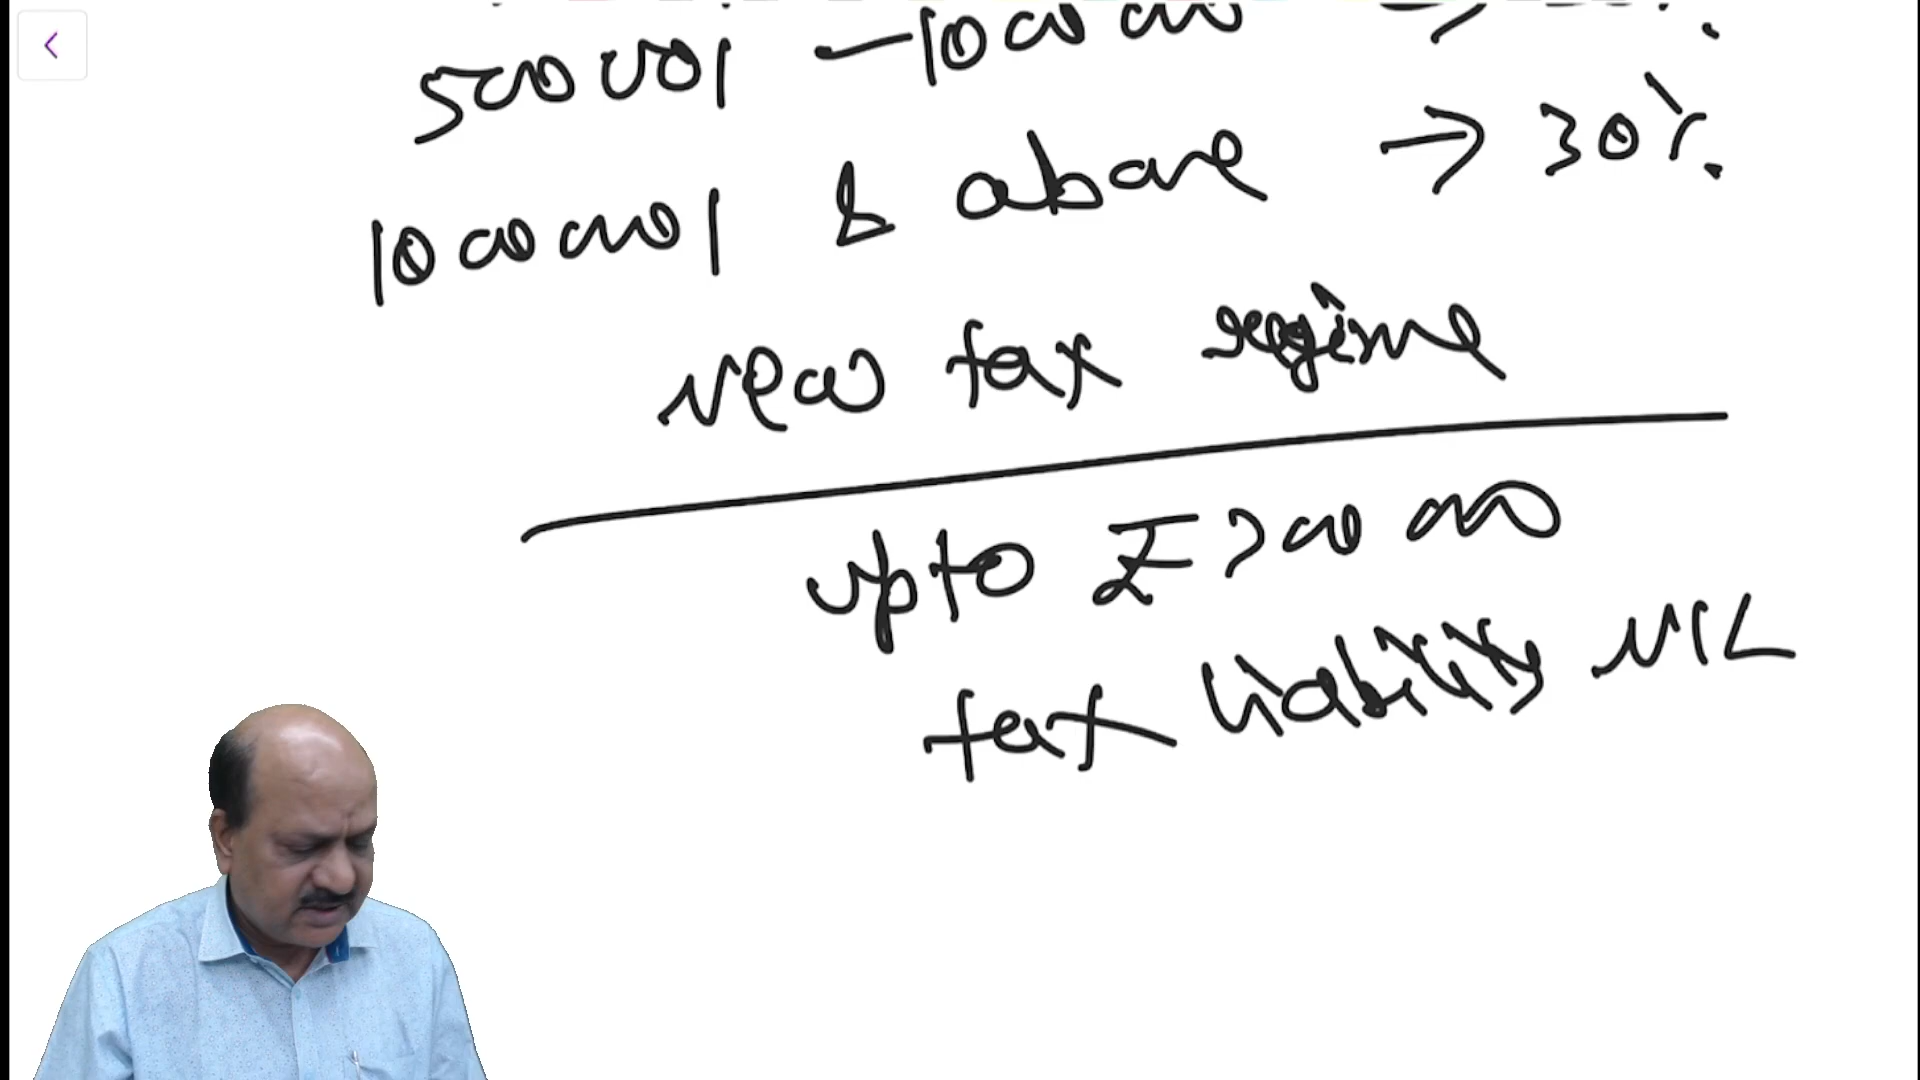 500001 - 1000000 →
1000001 & above → 30%.
New tax regime
upto ₹ 700000
tax liability NIL